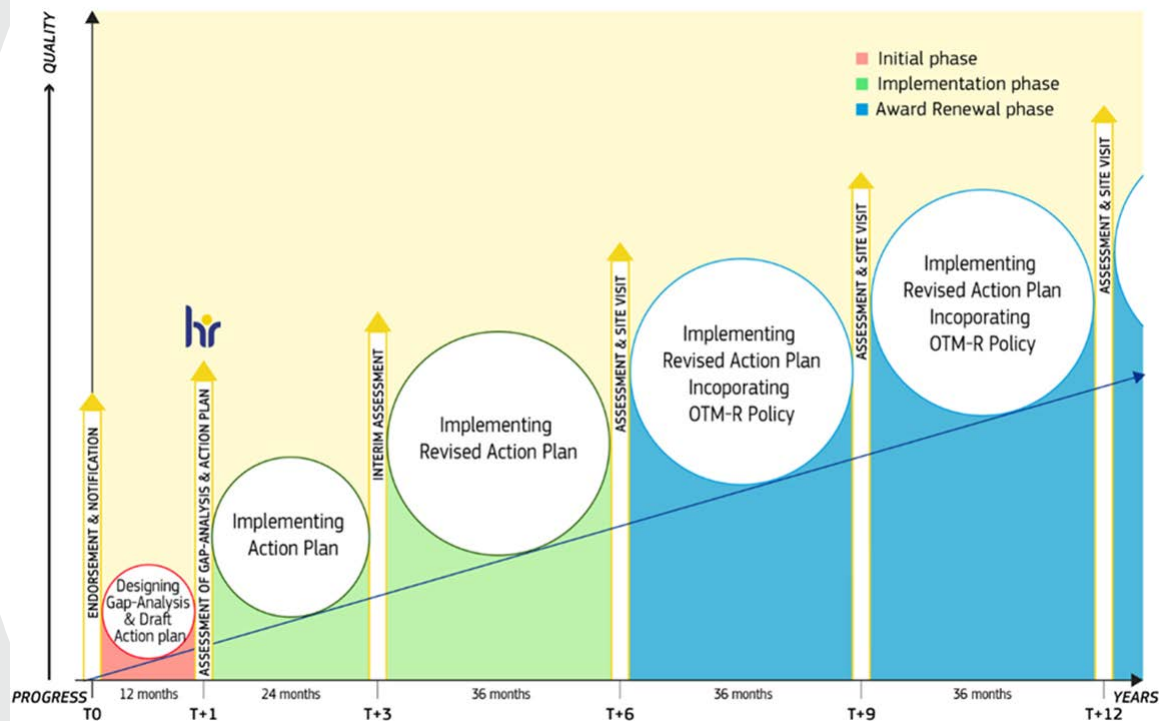 QUALITY
Initial phase
Implementation phase
Award Renewal phase
hr
ENDORSEMENT & NOTIFICATION
Designing
Gap-Analysis
& Draft
Action plan
ASSESSMENT OF GAP-ANALYSIS & ACTION PLAN
Implementing
Action Plan
INTERIM ASSESSMENT
Implementing
Revised Action Plan
ASSESSMENT & SITE VISIT
Implementing
Revised Action Plan
Incoporating
OTM-R Policy
ASSESSMENT & SITE VISIT
Implementing
Revised Action Plan
Incoporating
OTM-R Policy
ASSESSMENT & SITE VISIT
PROGRESS
12 months
24 months
36 months
36 months
36 months
YEARS
T0
T+1
T+3
T+6
T+9
T+12